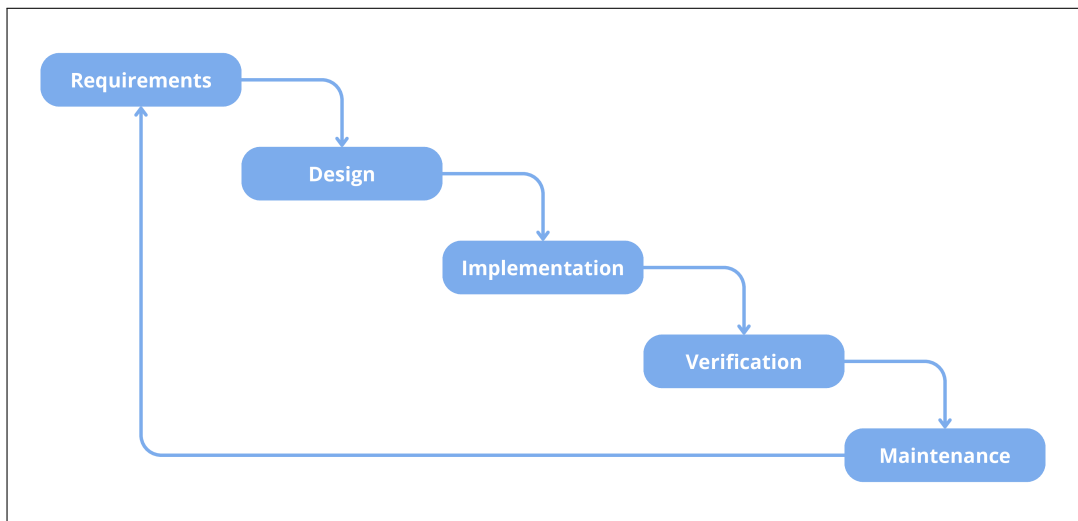 Requirements
Design
Implementation
Verification
Maintenance